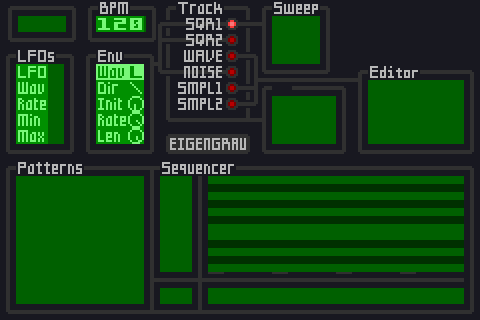 BPM
120
Track
SQR1
SQR2
WAVE
NOISE
SMPL1
SMPL2
Sweep
LFOs
LFO
Wav
Rate
Min
Max
Env
Wav
Dir
Init
Rate
Len
Editor
EIGENGRAU
Patterns
Sequencer